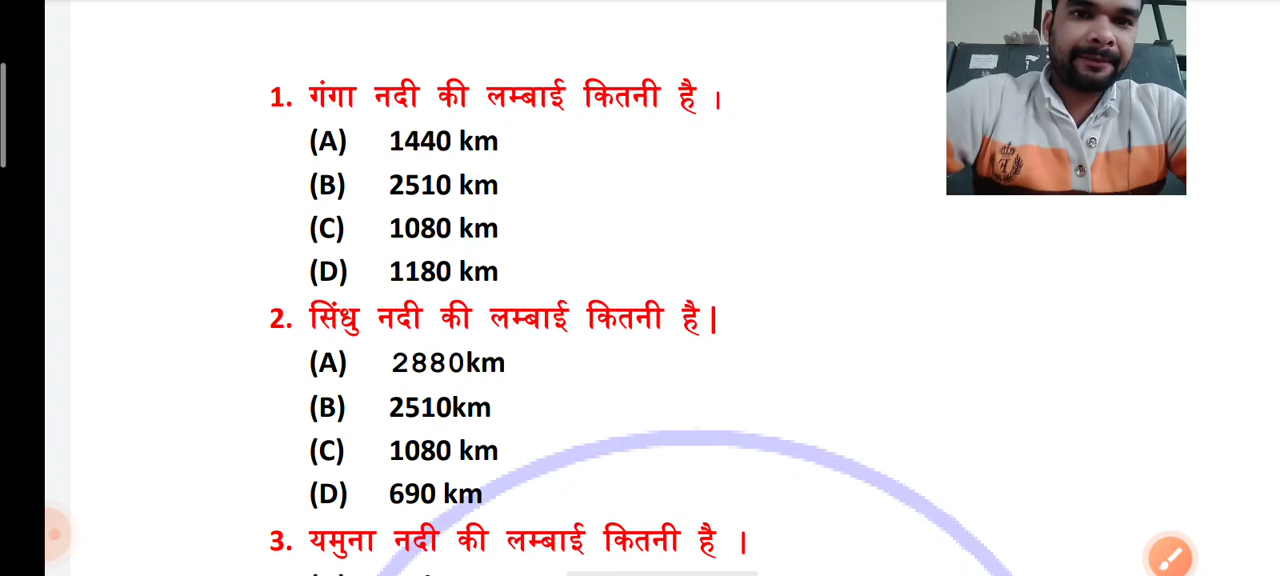 1. गंगा नदी की लम्बाई कितनी है ।
(A) 1440 km
(B) 2510 km
(C) 1080 km
(D) 1180 km
2. सिंधु नदी की लम्बाई कितनी है|
(A) 2880km
(B) 2510km
(C) 1080 km
(D) 690 km
3. यमुना नदी की लम्बाई कितनी है ।